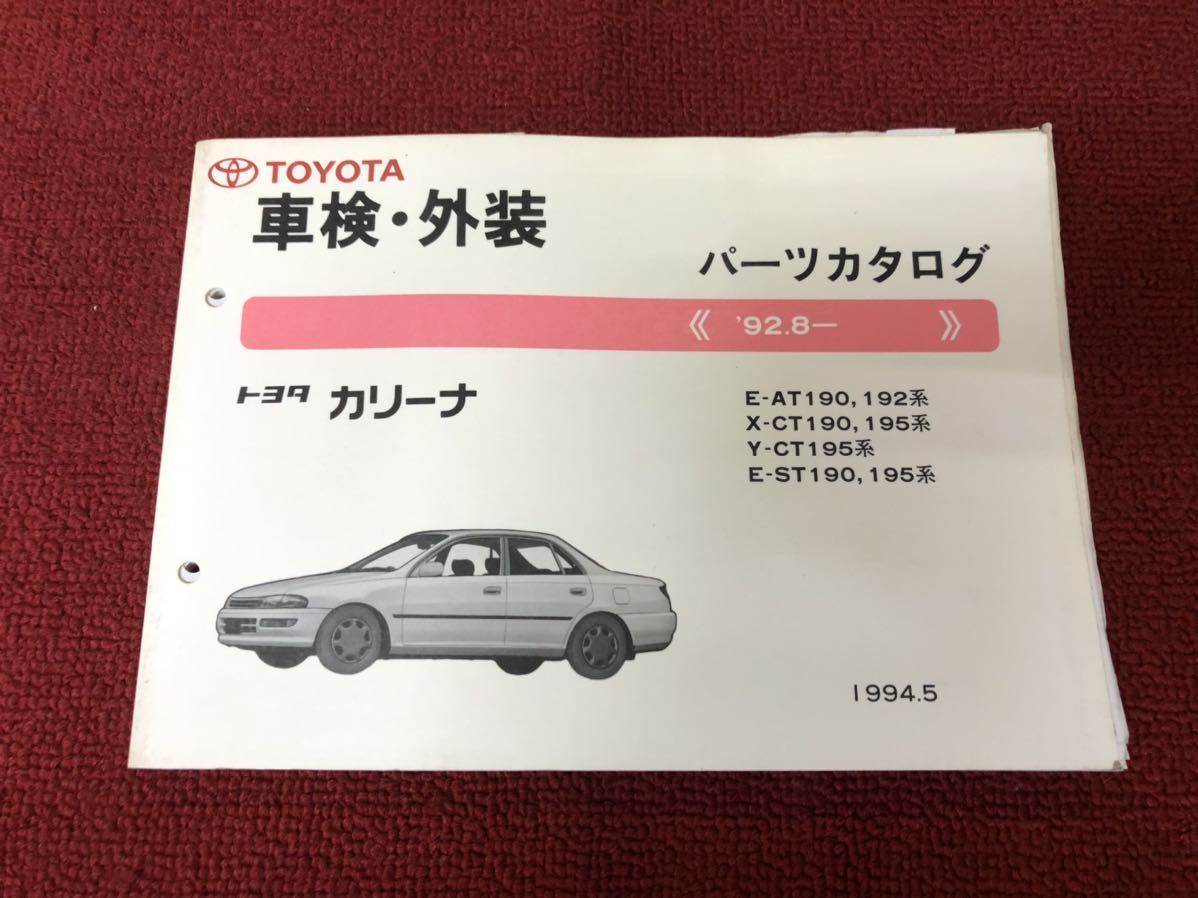 TOYOTA
車検・外装
パーツカタログ
《 '92.8— 》
トヨタ カリーナ
E-AT190, 192系
X-CT190, 195系
Y-CT195系
E-ST190, 195系
1994.5